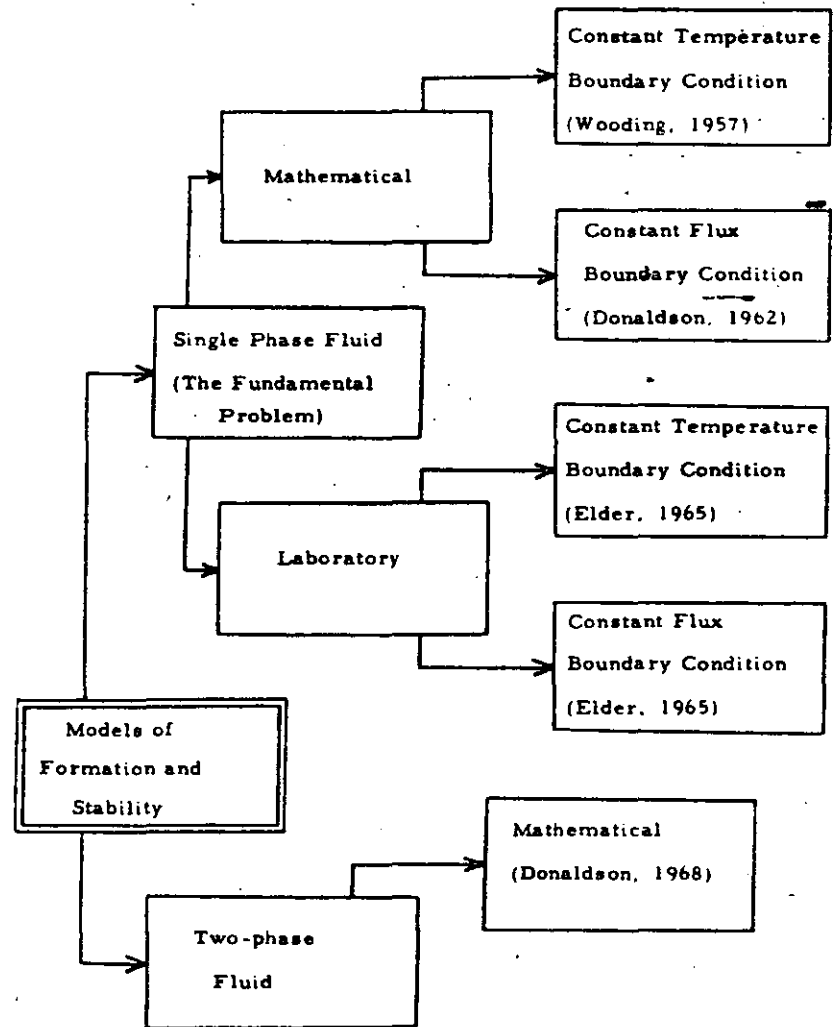 Constant Temperature
Boundary Condition
(Wooding, 1957)
Mathematical
Constant Flux
Boundary Condition
(Donaldson, 1962)
Single Phase Fluid
(The Fundamental
Problem)
Constant Temperature
Boundary Condition
(Elder, 1965)
Laboratory
Constant Flux
Boundary Condition
(Elder, 1965)
Models of
Formation and
Stability
Mathematical
(Donaldson, 1968)
Two-phase
Fluid